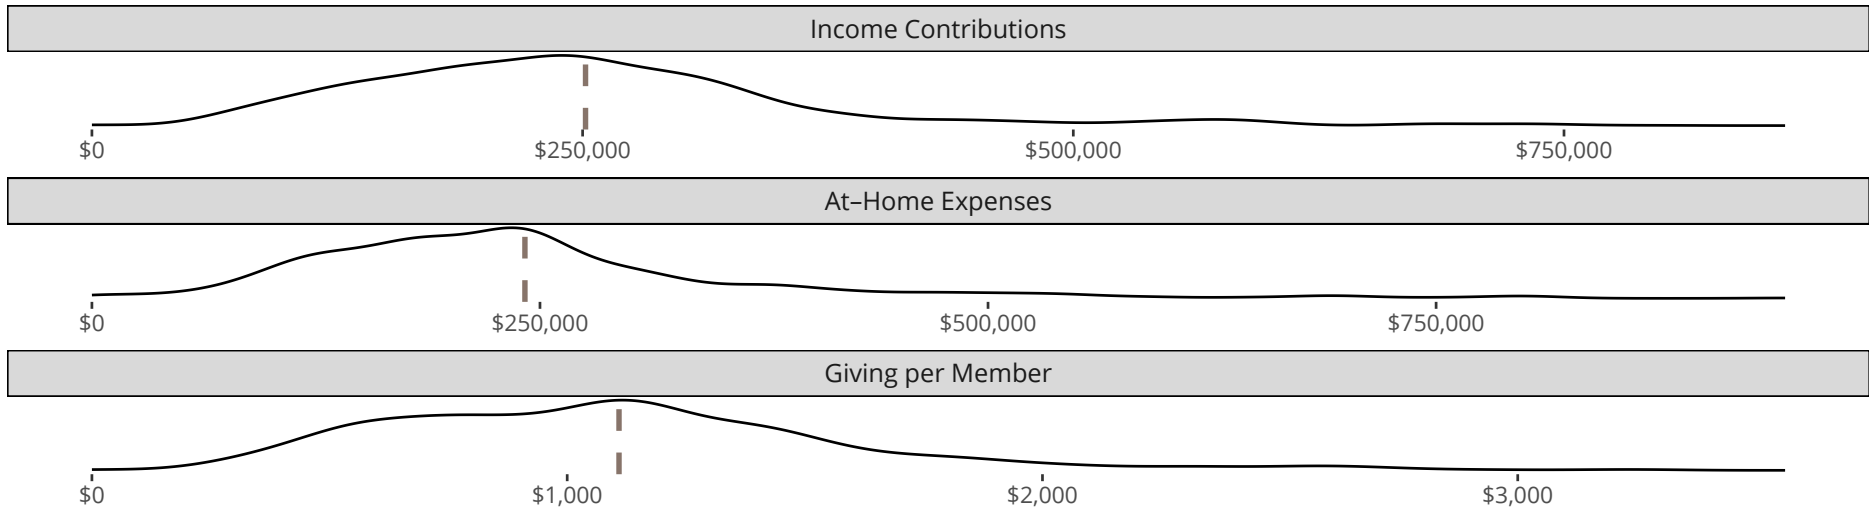 Income Contributions
$0 $250,000 $500,000 $750,000
At–Home Expenses
$0 $250,000 $500,000 $750,000
Giving per Member
$0 $1,000 $2,000 $3,000